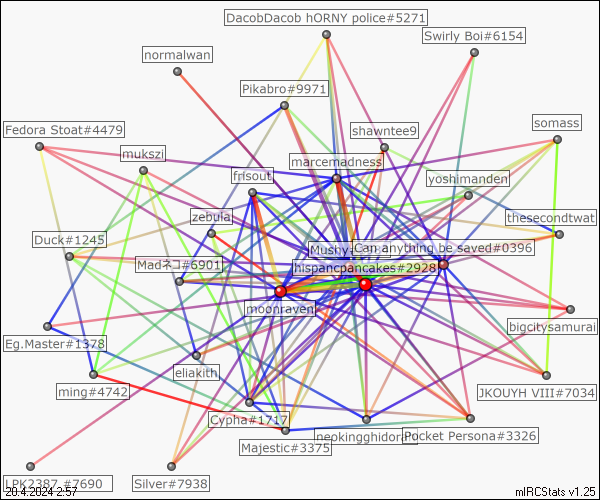 DacobDacob hORNY police#5271
Swirly Boi#6154
normalwan
Pikabro#9971
somass
Fedora Stoat#4479
shawntee9
mukszi
marcemadness
frisout
yoshimanden
zebula
thesecondtwat
Duck#1245
Mushy
Can anything be saved#0396
Madネコ#6901
hispancpancakes#2928
moonraven
bigcitysamurai
Eg.Master#1378
eliakith
ming#4742
JKOUYH VIII#7034
Cypha#1717
neokingghidora
Pocket Persona#3326
Majestic#3375
LPK2387_#7690
Silver#7938
20.4.2024 2:57
mIRCStats v1.25